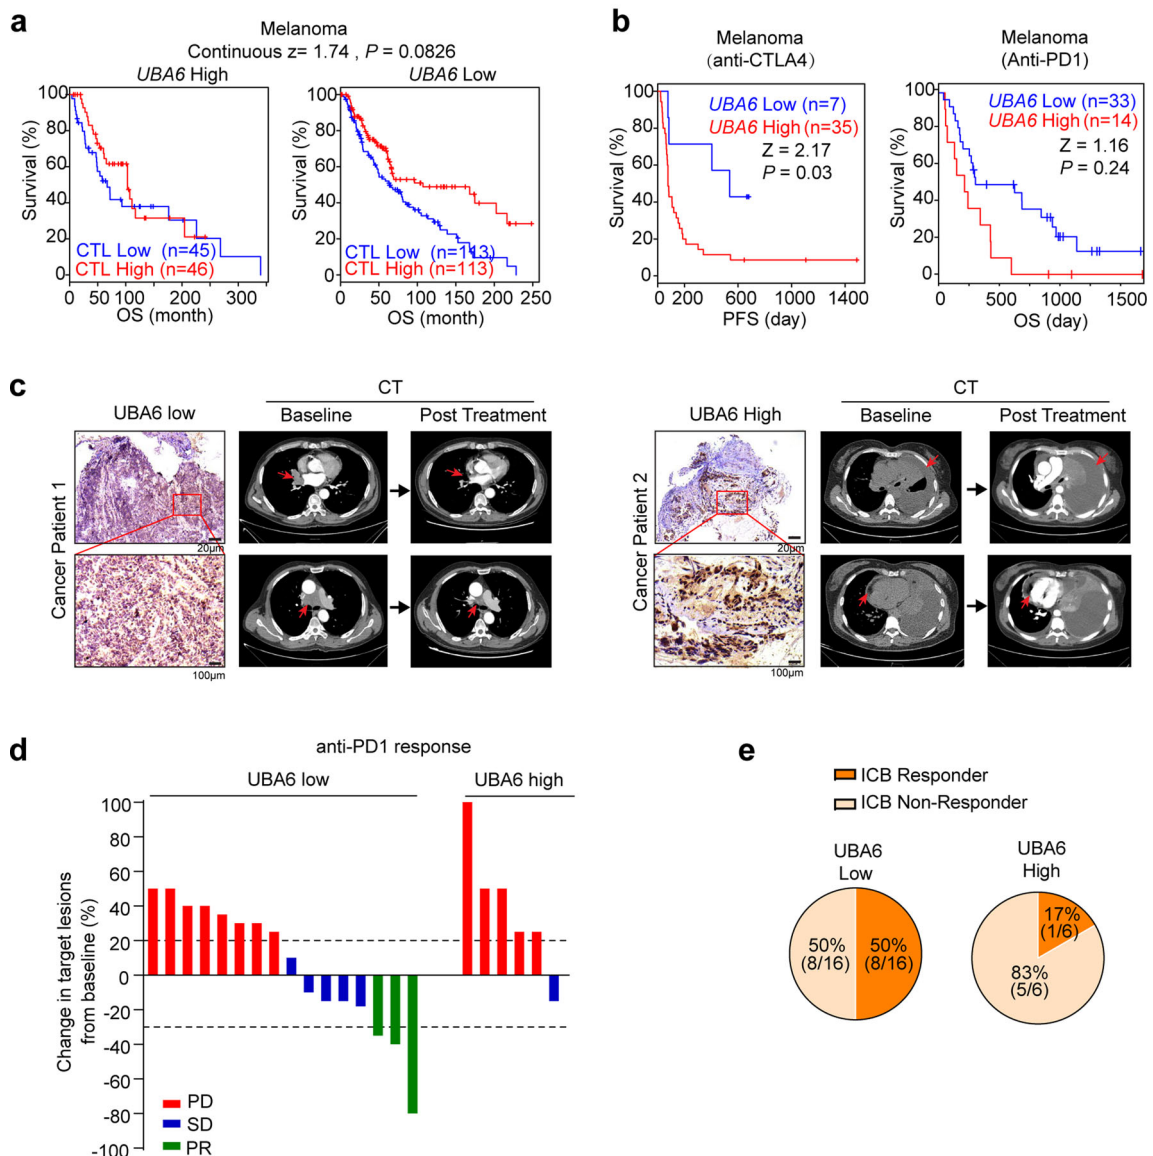 a
Melanoma
Continuous z= 1.74 , P = 0.0826
UBA6 High
UBA6 Low
Survival (%)
100
80
60
40
20
0
CTL Low (n=45)
CTL High (n=46)
0 100 200 300
OS (month)
Survival (%)
100
80
60
40
20
0
CTL Low (n=113)
CTL High (n=113)
0 50 100 150 200 250
OS (month)
b
Melanoma
(anti-CTLA4)
Survival (%)
100
80
60
40
20
0
UBA6 Low (n=7)
UBA6 High (n=35)
Z = 2.17
P = 0.03
0 200 600 1000 1400
PFS (day)
Melanoma
(Anti-PD1)
Survival (%)
100
80
60
40
20
0
UBA6 Low (n=33)
UBA6 High (n=14)
Z = 1.16
P = 0.24
0 500 1000 1500
OS (day)
c
Cancer Patient 1
UBA6 low
20µm
100µm
CT
Baseline
Post Treatment
Cancer Patient 2
UBA6 High
20µm
100µm
CT
Baseline
Post Treatment
d
anti-PD1 response
UBA6 low
UBA6 high
Change in target lesions
from baseline (%)
100
80
60
40
20
0
-20
-40
-60
-80
-100
PD
SD
PR
e
ICB Responder
ICB Non-Responder
UBA6
Low
50%
(8/16)
50%
(8/16)
UBA6
High
17%
(1/6)
83%
(5/6)